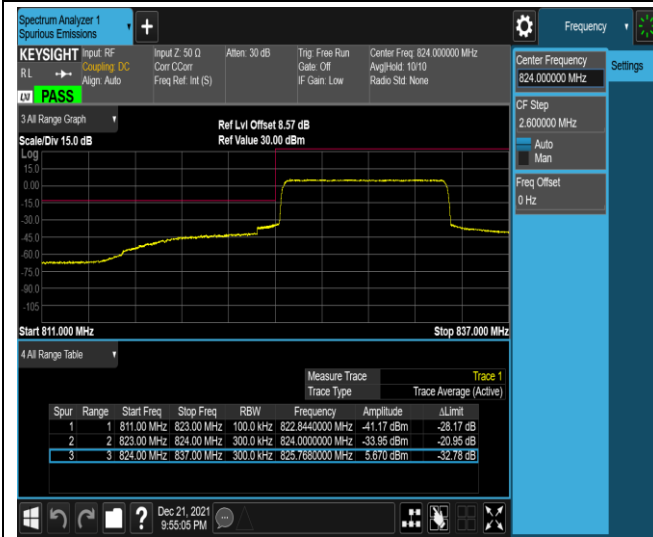 Spectrum Analyzer 1
Spurious Emissions
Frequency
KEYSIGHT
RL
Input: RF
Coupling: DC
Align: Auto
Input Z: 50 Ω
Corr CCorr
Freq Ref: Int (S)
Atten: 30 dB
Trig: Free Run
Gate: Off
IF Gain: Low
Center Freq: 824.000000 MHz
Avg|Hold: 10/10
Radio Std: None
LXI PASS
Center Frequency
824.000000 MHz
Settings
CF Step
2.600000 MHz
Auto
Man
Freq Offset
0 Hz
3 All Range Graph
Scale/Div 15.0 dB
Ref Lvl Offset 8.57 dB
Ref Value 30.00 dBm
Log
15.0
0.00
-15.0
-30.0
-45.0
-60.0
-75.0
-90.0
-105
Start 811.000 MHz
Stop 837.000 MHz
4 All Range Table
Measure Trace Trace 1
Trace Type Trace Average (Active)
Spur Range Start Freq Stop Freq RBW Frequency Amplitude ΔLimit
1 1 811.00 MHz 823.00 MHz 100.0 kHz 822.8440000 MHz -41.17 dBm -28.17 dB
2 2 823.00 MHz 824.00 MHz 300.0 kHz 824.0000000 MHz -33.95 dBm -20.95 dB
3 3 824.00 MHz 837.00 MHz 300.0 kHz 825.7680000 MHz 5.670 dBm -32.78 dB
Dec 21, 2021
9:55:05 PM